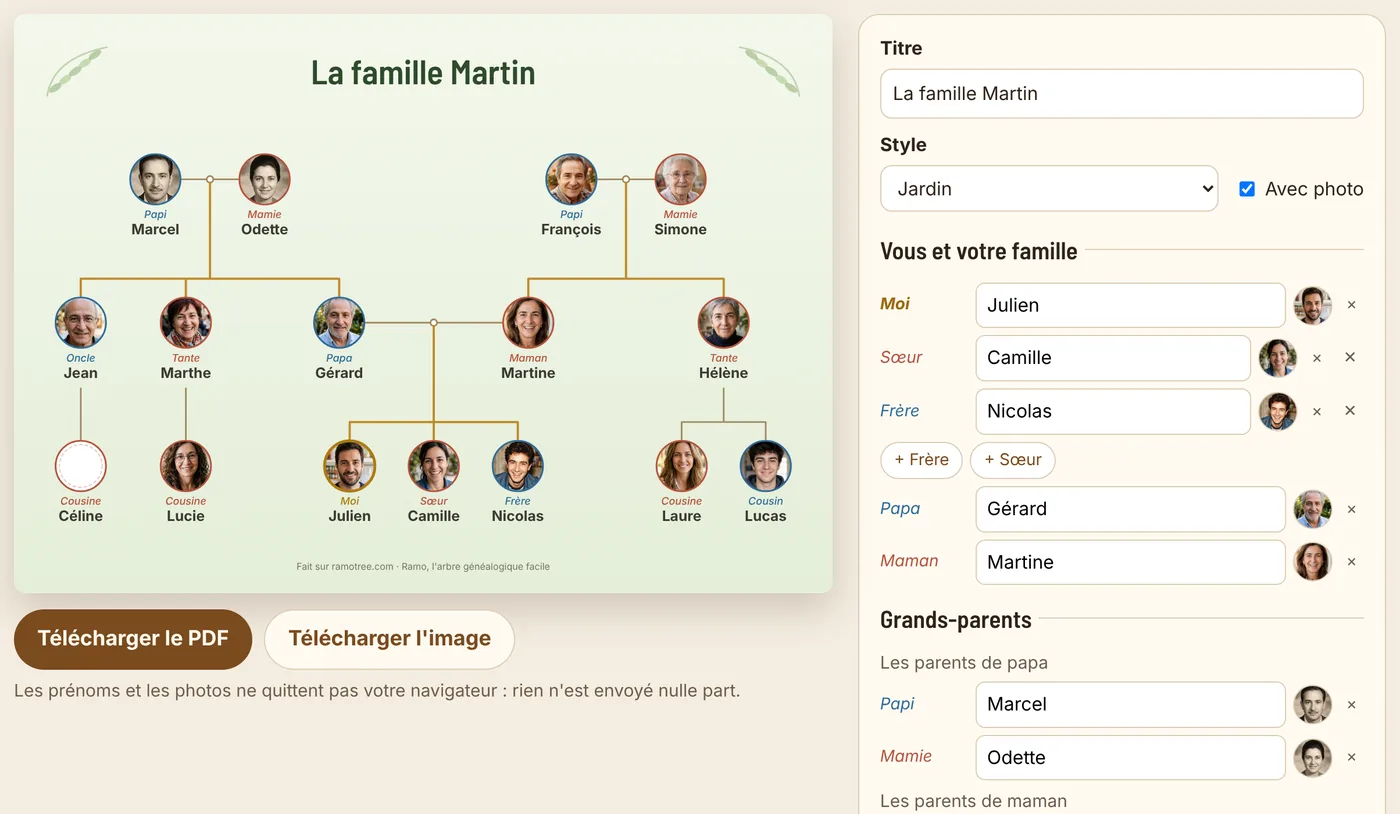 La famille Martin
Papi Mamie Papi Mamie
Marcel Odette François Simone
Oncle Tante Papa Maman Tante
Jean Marthe Gérard Martine Hélène
Cousine Cousine Moi Sœur Frère Cousine Cousin
Céline Lucie Julien Camille Nicolas Laure Lucas
Fait sur ramotree.com · Ramo, l'arbre généalogique facile
Télécharger le PDF Télécharger l'image
Les prénoms et les photos ne quittent pas votre navigateur : rien n'est envoyé nulle part.
Titre
La famille Martin
Style
Jardin Avec photo
Vous et votre famille
Moi Julien ×
Sœur Camille × ×
Frère Nicolas × ×
+ Frère + Sœur
Papa Gérard ×
Maman Martine ×
Grands-parents
Les parents de papa
Papi Marcel ×
Mamie Odette ×
Les parents de maman